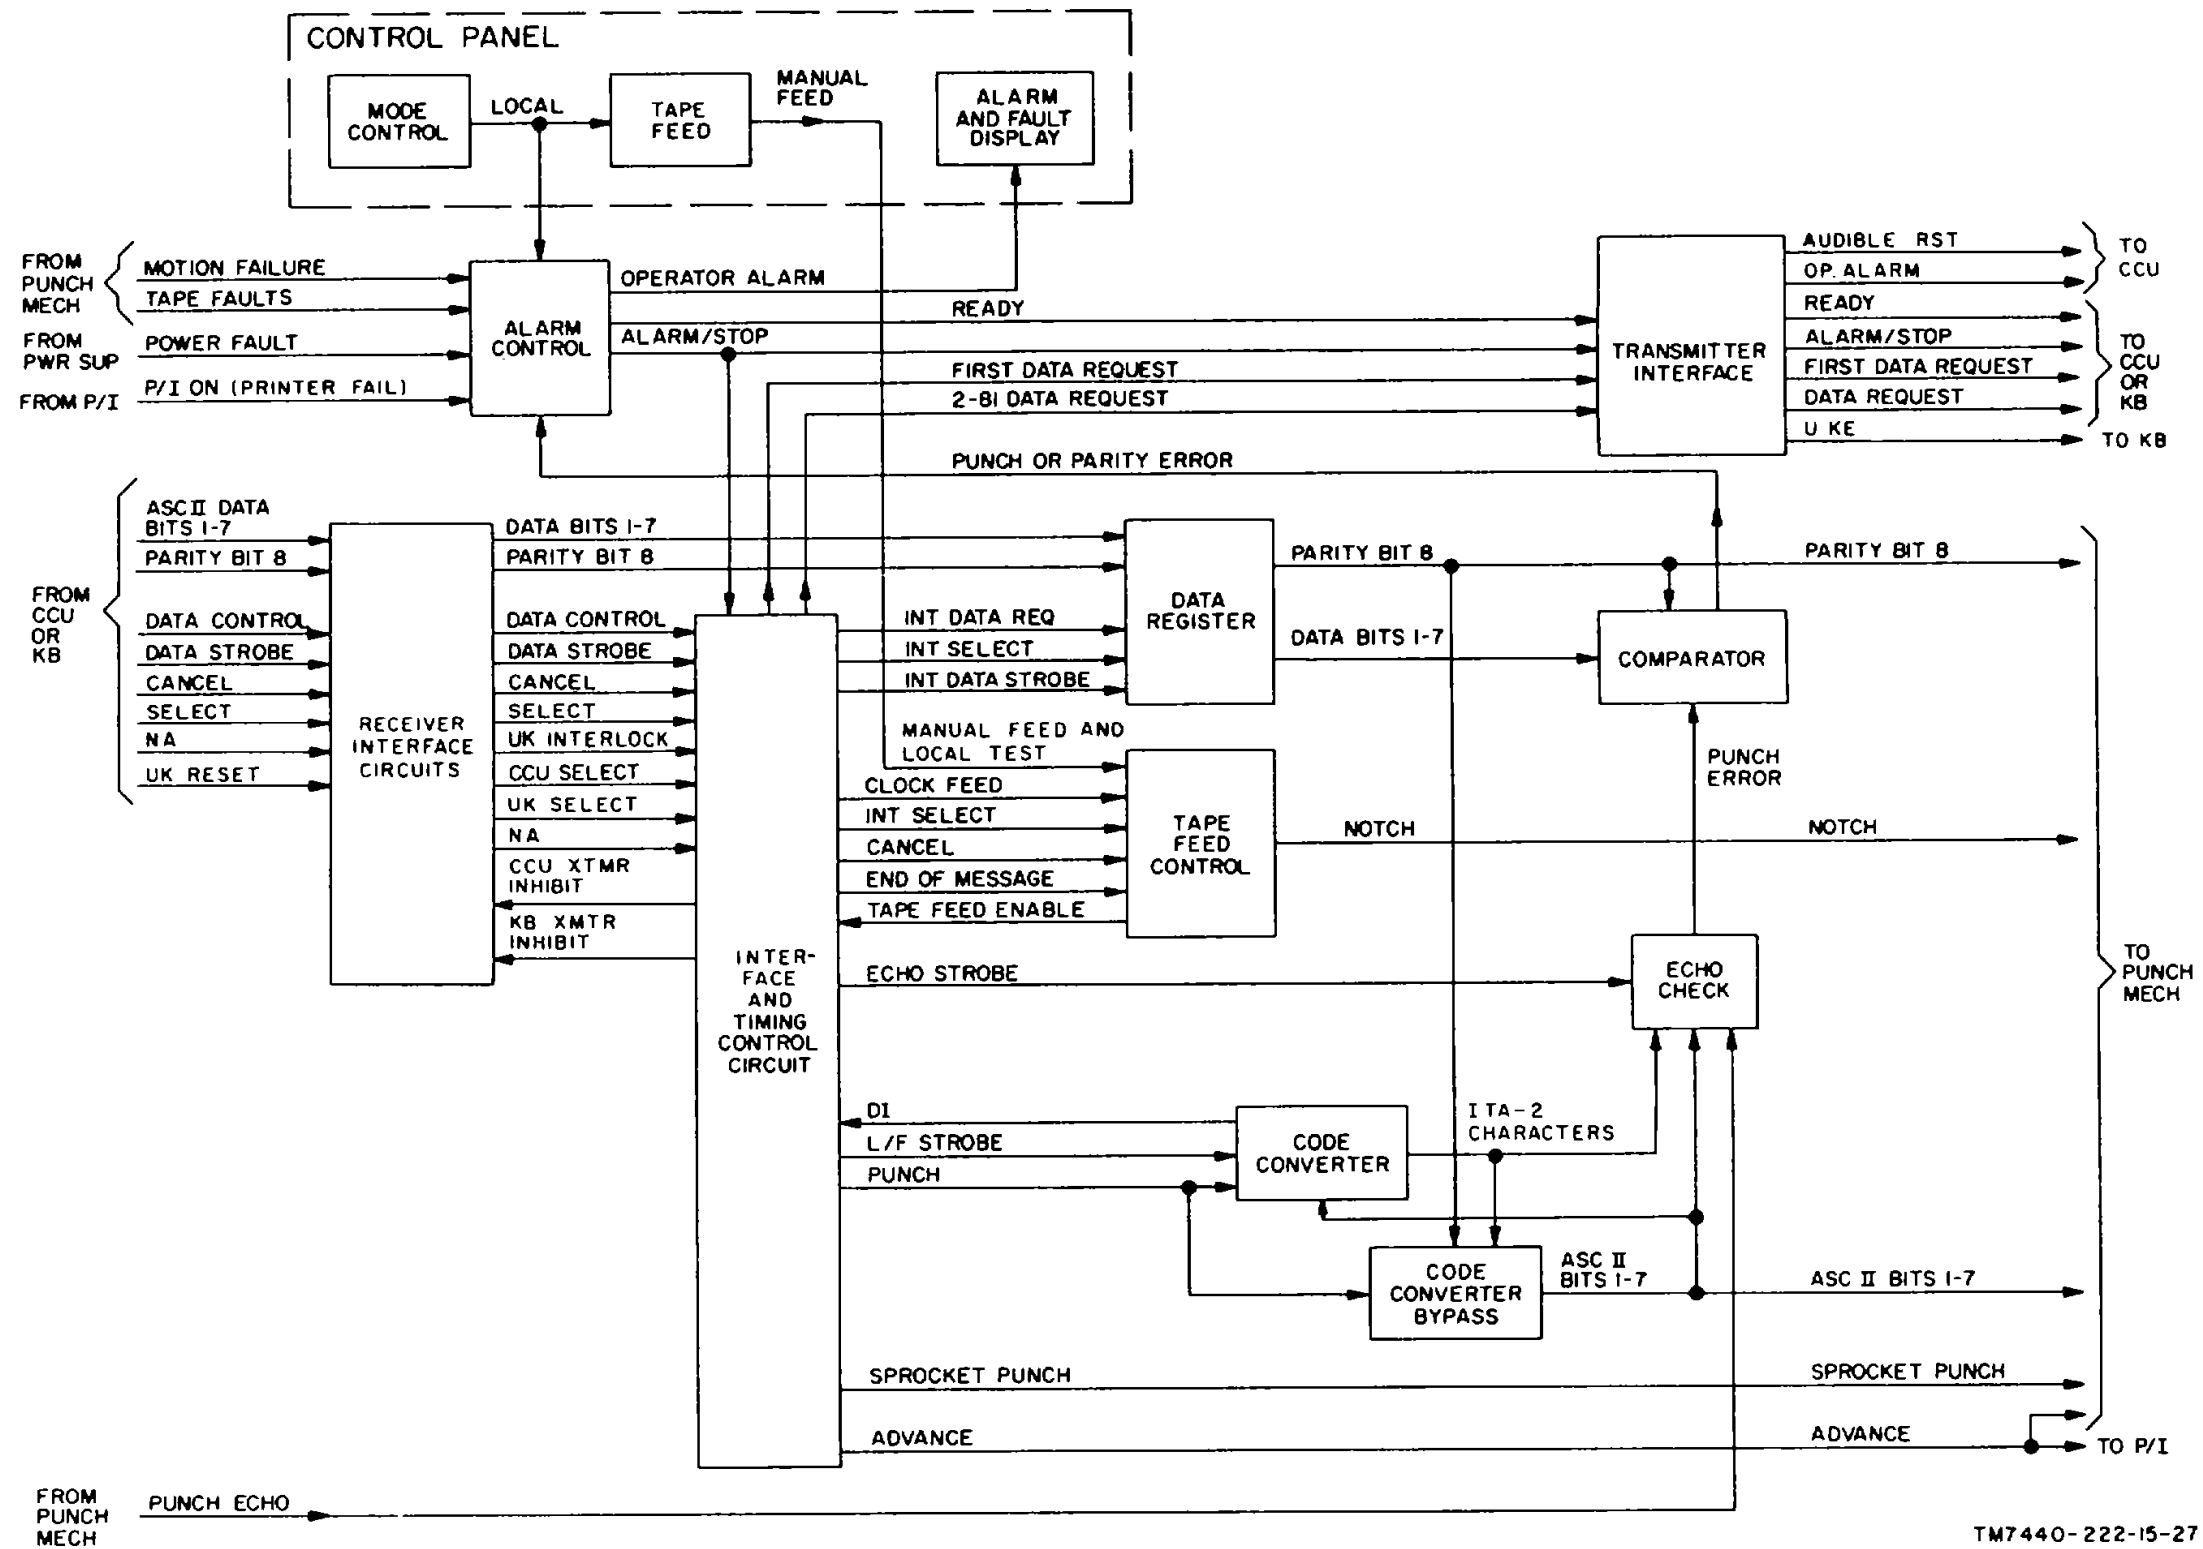 CONTROL PANEL
MODE
CONTROL
LOCAL
TAPE
FEED
MANUAL
FEED
ALARM
AND FAULT
DISPLAY
FROM
PUNCH
MECH
MOTION FAILURE
TAPE FAULTS
FROM
PWR SUP
POWER FAULT
FROM P/I
P/I ON (PRINTER FAIL)
ALARM
CONTROL
OPERATOR ALARM
READY
ALARM/STOP
FIRST DATA REQUEST
2-81 DATA REQUEST
PUNCH OR PARITY ERROR
TRANSMITTER
INTERFACE
AUDIBLE RST
OP. ALARM
TO
CCU
READY
ALARM/STOP
FIRST DATA REQUEST
DATA REQUEST
TO
CCU
OR
KB
U KE
TO KB
FROM
CCU
OR
KB
ASC II DATA
BITS 1-7
PARITY BIT 8
DATA CONTROL
DATA STROBE
CANCEL
SELECT
NA
UK RESET
RECEIVER
INTERFACE
CIRCUITS
DATA BITS 1-7
PARITY BIT 8
DATA CONTROL
DATA STROBE
CANCEL
SELECT
UK INTERLOCK
CCU SELECT
UK SELECT
NA
CCU XTMR
INHIBIT
KB XMTR
INHIBIT
INTER-
FACE
AND
TIMING
CONTROL
CIRCUIT
INT DATA REQ
INT SELECT
INT DATA STROBE
DATA
REGISTER
PARITY BIT 8
DATA BITS 1-7
COMPARATOR
PARITY BIT 8
MANUAL FEED AND
LOCAL TEST
CLOCK FEED
INT SELECT
CANCEL
END OF MESSAGE
TAPE FEED ENABLE
TAPE
FEED
CONTROL
NOTCH
NOTCH
PUNCH
ERROR
ECHO STROBE
ECHO
CHECK
TO
PUNCH
MECH
DI
L/F STROBE
PUNCH
CODE
CONVERTER
ITA-2
CHARACTERS
CODE
CONVERTER
BYPASS
ASC II
BITS 1-7
ASC II BITS 1-7
SPROCKET PUNCH
SPROCKET PUNCH
ADVANCE
ADVANCE
TO P/I
FROM
PUNCH
MECH
PUNCH ECHO
TM7440-222-15-27